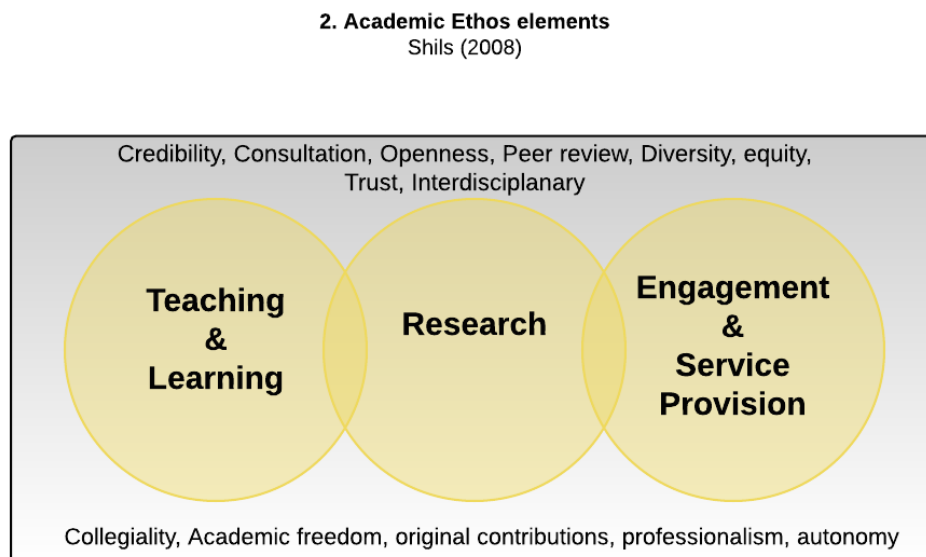 2. Academic Ethos elements
Shils (2008)
Credibility, Consultation, Openness, Peer review, Diversity, equity,
Trust, Interdisciplanary
Teaching
&
Learning
Research
Engagement
&
Service
Provision
Collegiality, Academic freedom, original contributions, professionalism, autonomy